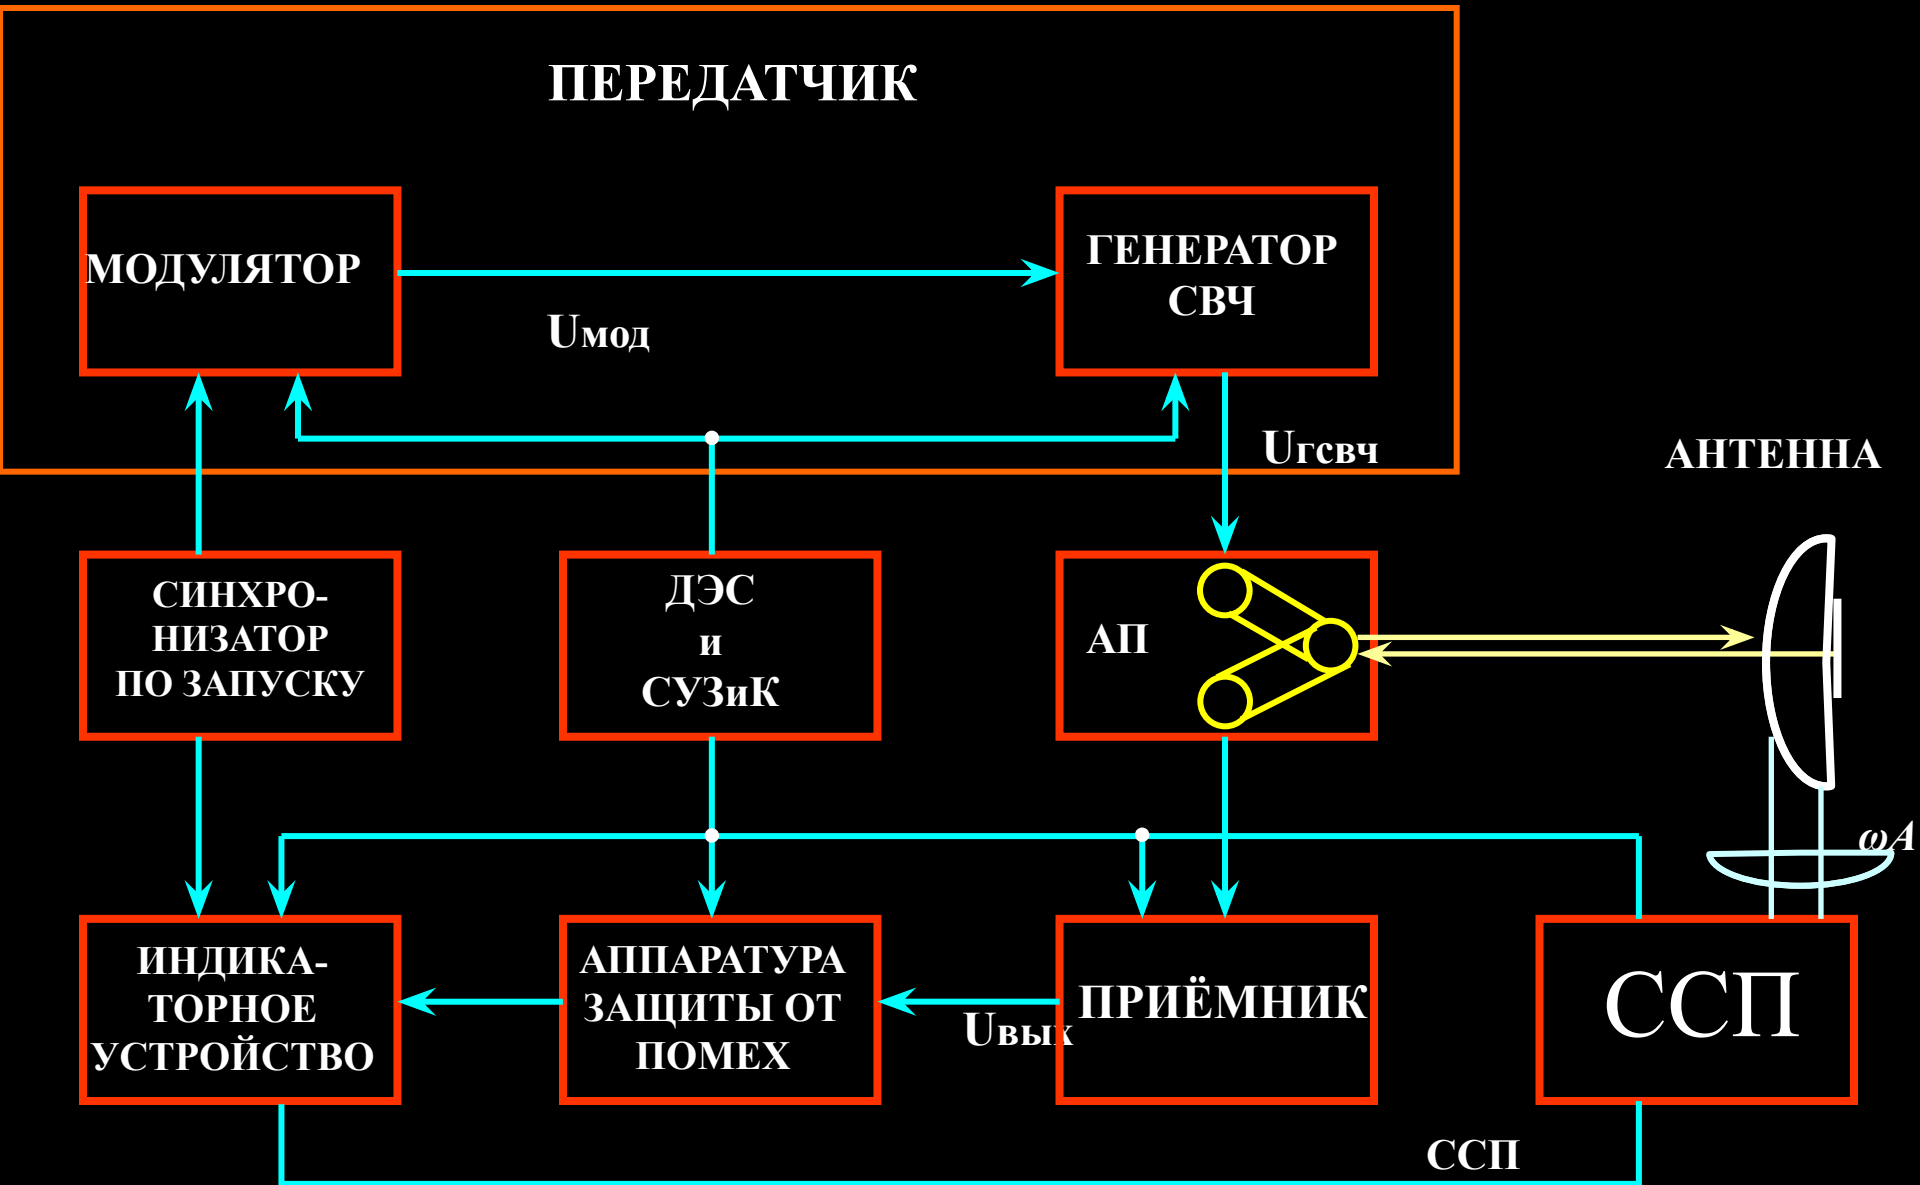 ПЕРЕДАТЧИК
МОДУЛЯТОР
ГЕНЕРАТОР
СВЧ
Uмод
Uгсвч
АНТЕННА
СИНХРО-
НИЗАТОР
ПО ЗАПУСКУ
ДЭС
и
СУЗиК
АП
ωА
ИНДИКА-
ТОРНОЕ
УСТРОЙСТВО
АППАРАТУРА
ЗАЩИТЫ ОТ
ПОМЕХ
Uвых
ПРИЁМНИК
ССП
ССП